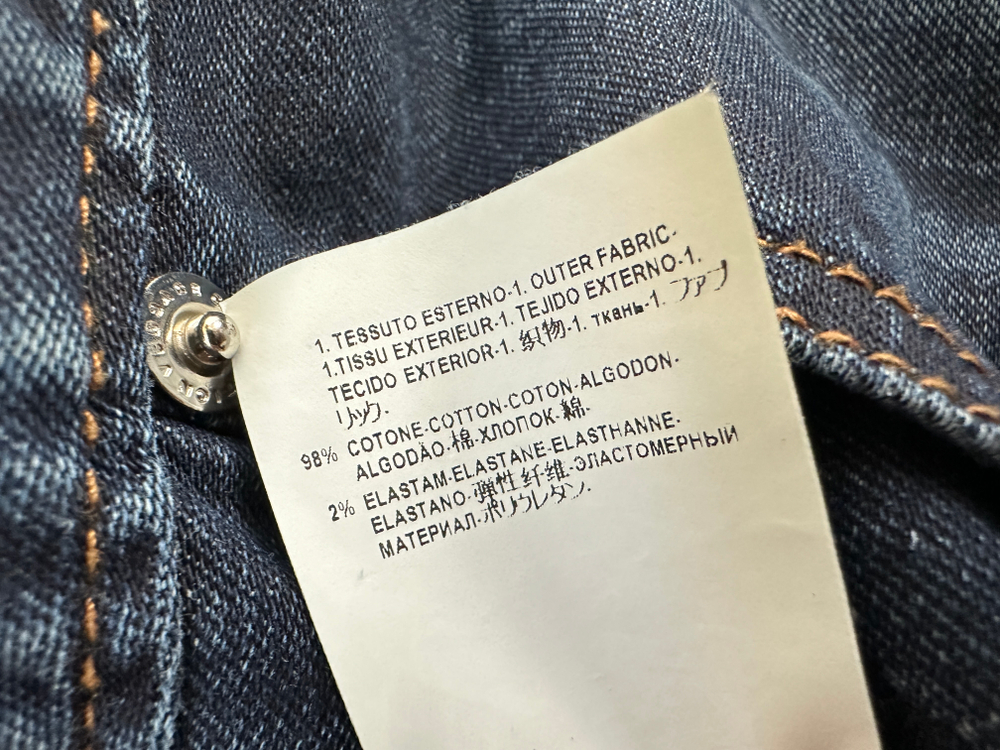 1. TESSUTO ESTERNO-1. OUTER FABRIC-
1.TISSU EXTERIEUR-1. TEJIDO EXTERNO-1.
TECIDO EXTERIOR-1. 织物-1. ткань-1. ファブ
リック.
98% COTONE-COTTON-COTON-ALGODON-
ALGODÃO-棉-ХЛОПОК-綿.
2% ELASTAM-ELASTANE-ELASTHANNE-
ELASTANO-弹性纤维-ЭЛАСТОМЕРНЫЙ
МАТЕРИАЛ-ポリウレタン.